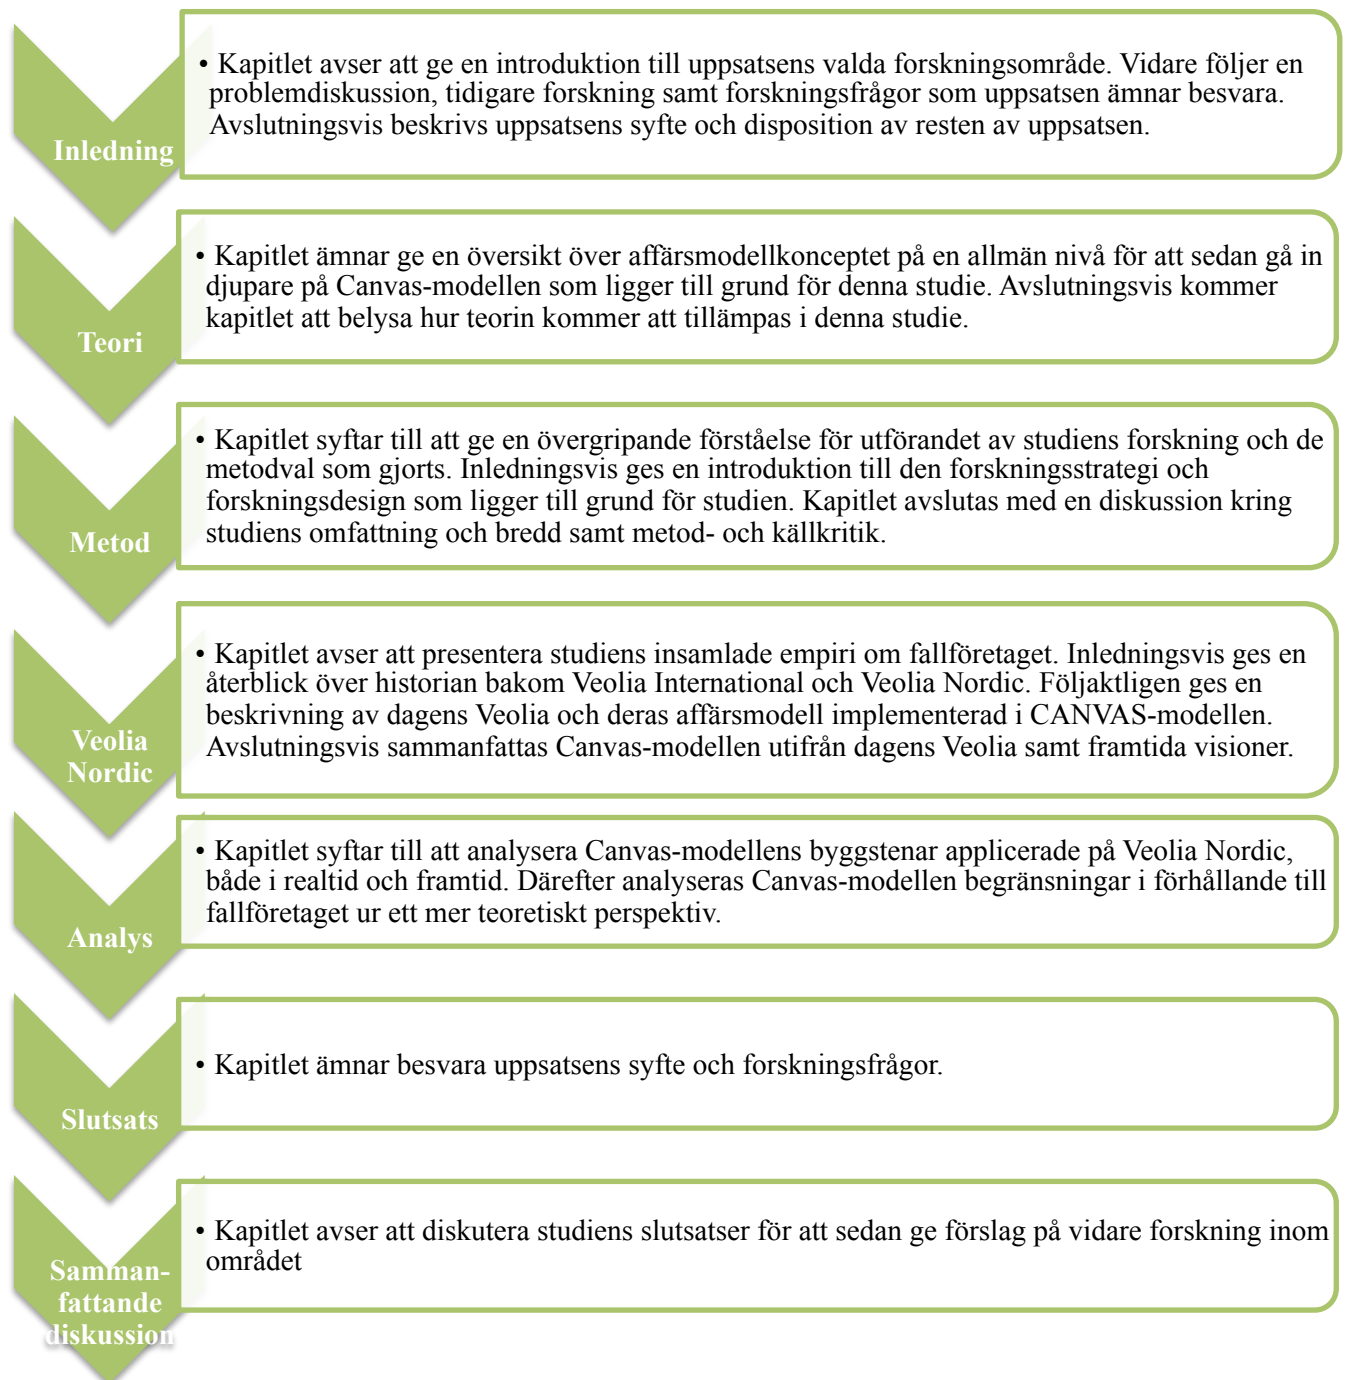 Inledning
• Kapitlet avser att ge en introduktion till uppsatsens valda forskningsområde. Vidare följer en
problemdiskussion, tidigare forskning samt forskningsfrågor som uppsatsen ämnar besvara.
Avslutningsvis beskrivs uppsatsens syfte och disposition av resten av uppsatsen.
Teori
• Kapitlet ämnar ge en översikt över affärsmodellkonceptet på en allmän nivå för att sedan gå in
djupare på Canvas-modellen som ligger till grund för denna studie. Avslutningsvis kommer
kapitlet att belysa hur teorin kommer att tillämpas i denna studie.
Metod
• Kapitlet syftar till att ge en övergripande förståelse för utförandet av studiens forskning och de
metodval som gjorts. Inledningsvis ges en introduktion till den forskningsstrategi och
forskningsdesign som ligger till grund för studien. Kapitlet avslutas med en diskussion kring
studiens omfattning och bredd samt metod- och källkritik.
Veolia
Nordic
• Kapitlet avser att presentera studiens insamlade empiri om fallföretaget. Inledningsvis ges en
återblick över historian bakom Veolia International och Veolia Nordic. Följaktligen ges en
beskrivning av dagens Veolia och deras affärsmodell implementerad i CANVAS-modellen.
Avslutningsvis sammanfattas Canvas-modellen utifrån dagens Veolia samt framtida visioner.
Analys
• Kapitlet syftar till att analysera Canvas-modellens byggstenar applicerade på Veolia Nordic,
både i realtid och framtid. Därefter analyseras Canvas-modellen begränsningar i förhållande till
fallföretaget ur ett mer teoretiskt perspektiv.
Slutsats
• Kapitlet ämnar besvara uppsatsens syfte och forskningsfrågor.
Samman-
fattande
diskussion
• Kapitlet avser att diskutera studiens slutsatser för att sedan ge förslag på vidare forskning inom
området